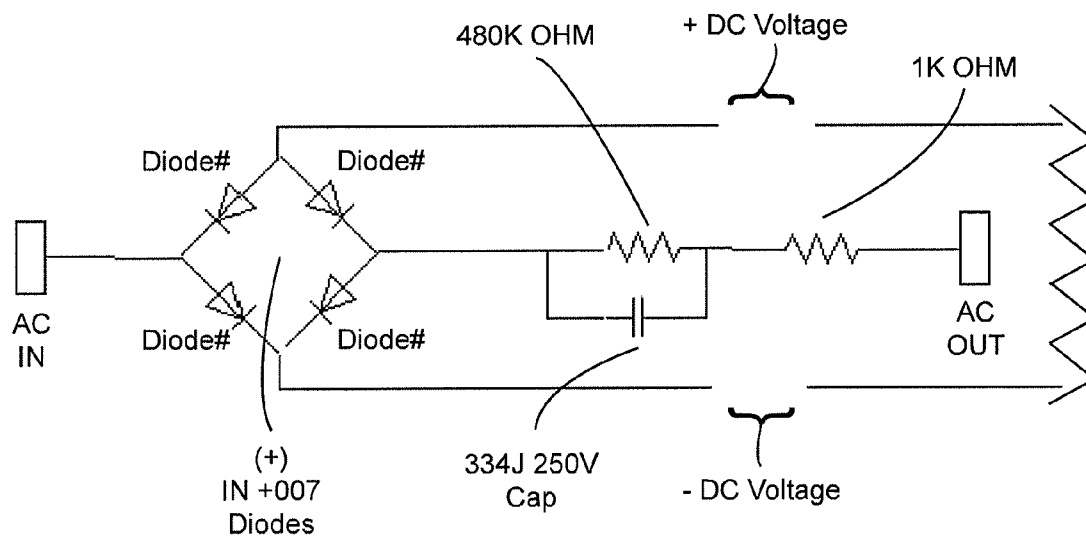 480K OHM
+ DC Voltage
1K OHM
Diode#
Diode#
AC
IN
Diode#
Diode#
AC
OUT
(+)
IN +007
Diodes
334J 250V
Cap
- DC Voltage